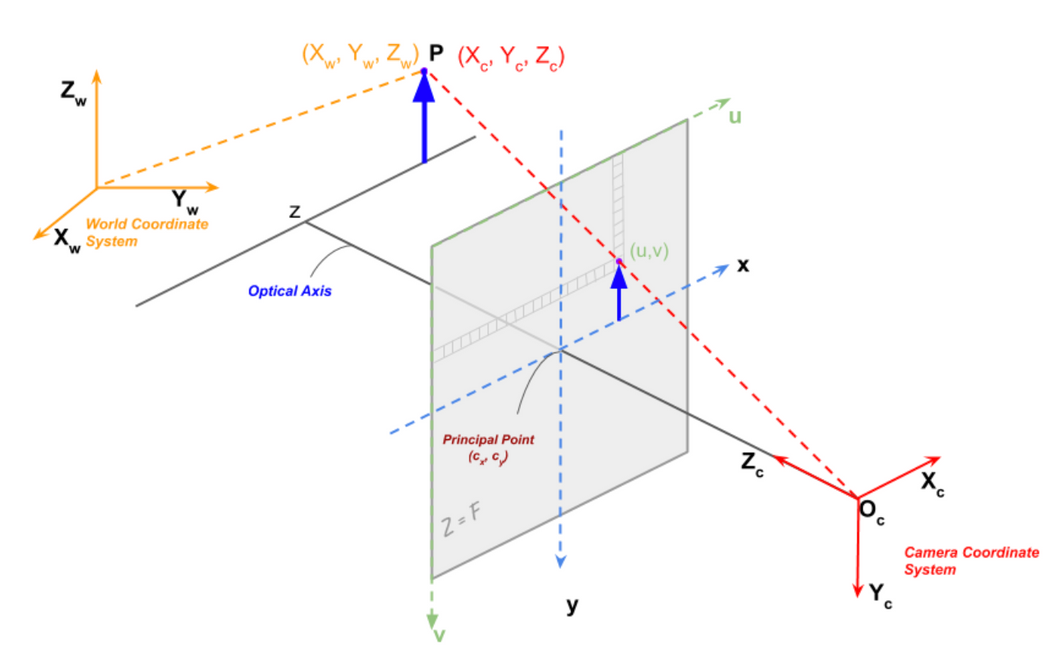 (Xw, Yw, Zw) P (Xc, Yc, Zc)
Zw
u
Yw
z
World Coordinate
System
Xw
(u,v)
x
Optical Axis
Principal Point
(cx, cy)
Zc
Xc
Oc
Z = F
Camera Coordinate
System
Yc
y
v